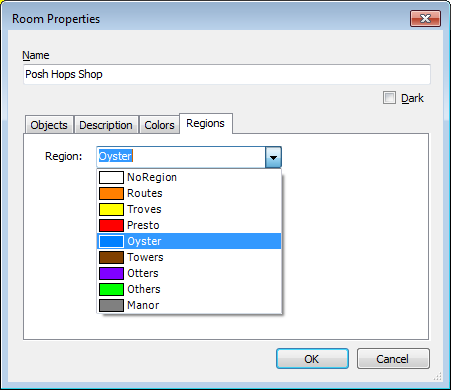 Room Properties
Name
Posh Hops Shop
Dark
Objects Description Colors Regions
Region: Oyster
NoRegion
Routes
Troves
Presto
Oyster
Towers
Otters
Others
Manor
OK Cancel